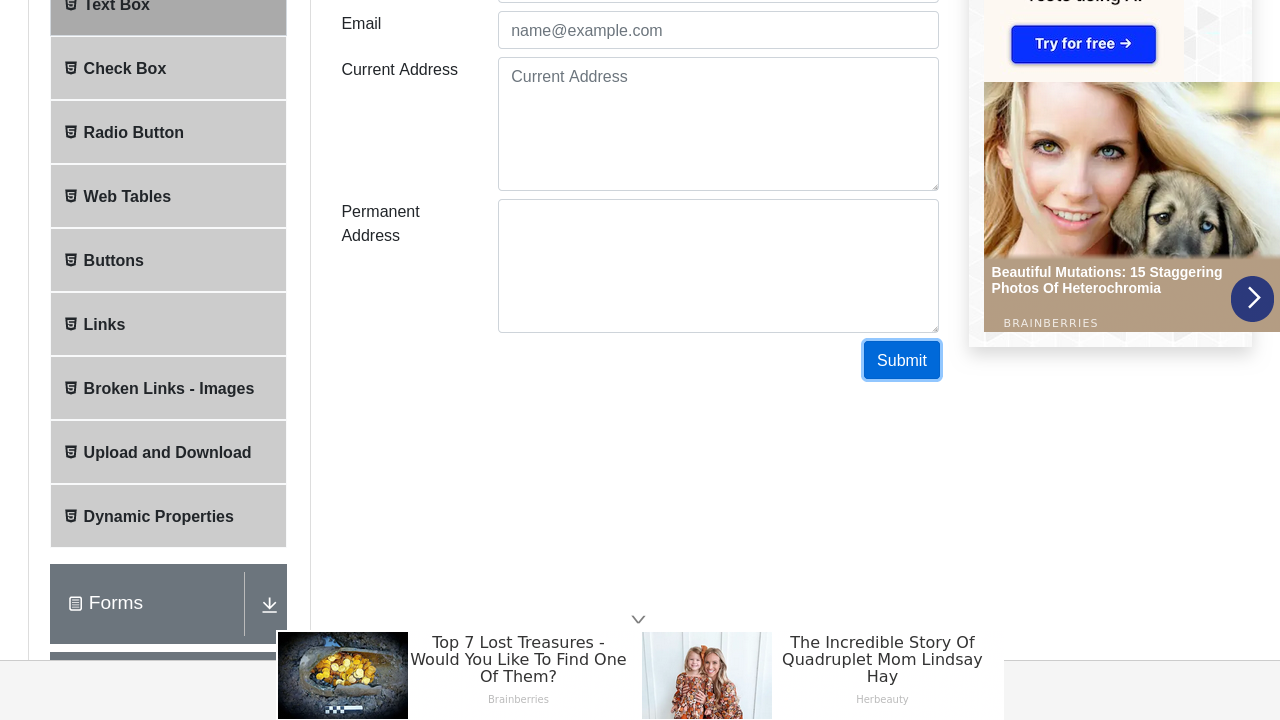 Text Box
Check Box
Radio Button
Web Tables
Buttons
Links
Broken Links - Images
Upload and Download
Dynamic Properties
Forms
Email
name@example.com
Current Address
Current Address
Permanent
Address
Submit
Try for free →
Beautiful Mutations: 15 Staggering
Photos Of Heterochromia
BRAINBERRIES
Top 7 Lost Treasures -
Would You Like To Find One
Of Them?
Brainberries
The Incredible Story Of
Quadruplet Mom Lindsay
Hay
Herbeauty